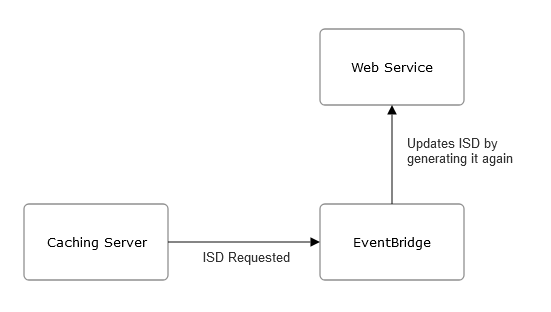 Web Service
Updates ISD by
generating it again
Caching Server
ISD Requested
EventBridge